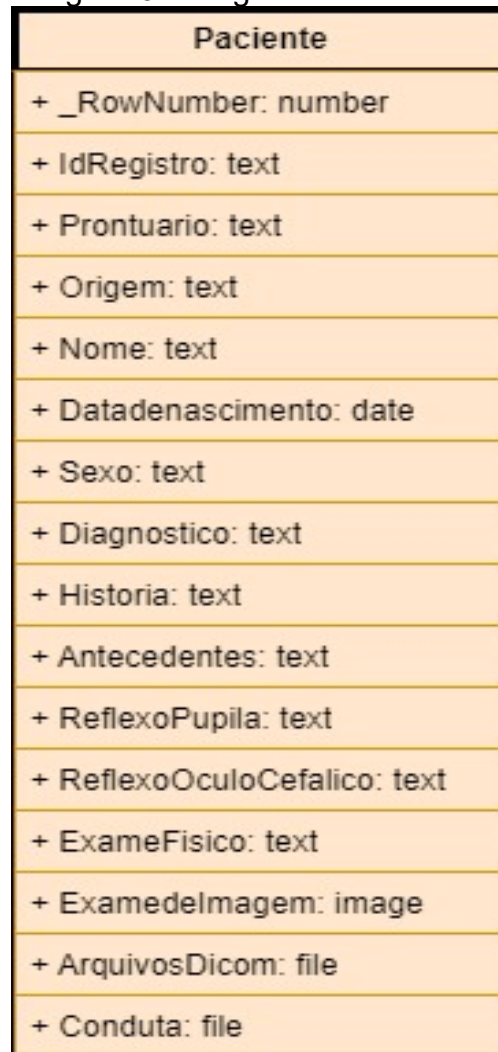 Paciente
+ _RowNumber: number
+ IdRegistro: text
+ Prontuario: text
+ Origem: text
+ Nome: text
+ Datadenascimento: date
+ Sexo: text
+ Diagnostico: text
+ Historia: text
+ Antecedentes: text
+ ReflexoPupila: text
+ ReflexoOculoCefalico: text
+ ExameFisico: text
+ ExamedeImagem: image
+ ArquivosDicom: file
+ Conduta: file